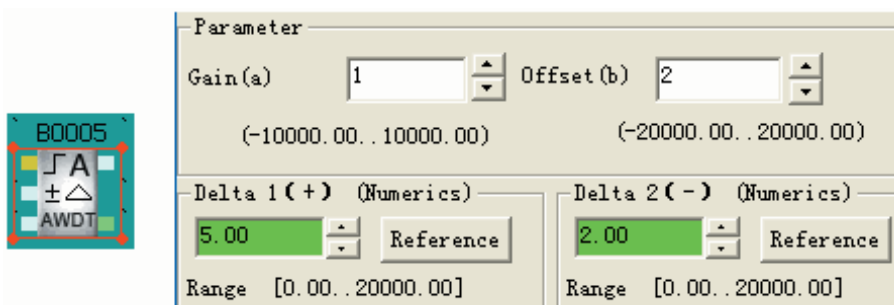 B0005
A
±
AWDT
Parameter
Gain(a) 1 Offset(b) 2
(-10000.00..10000.00) (-20000.00..20000.00)
Delta 1(+) (Numerics)
5.00 Reference
Range [0.00..20000.00]
Delta 2(-) (Numerics)
2.00 Reference
Range [0.00..20000.00]